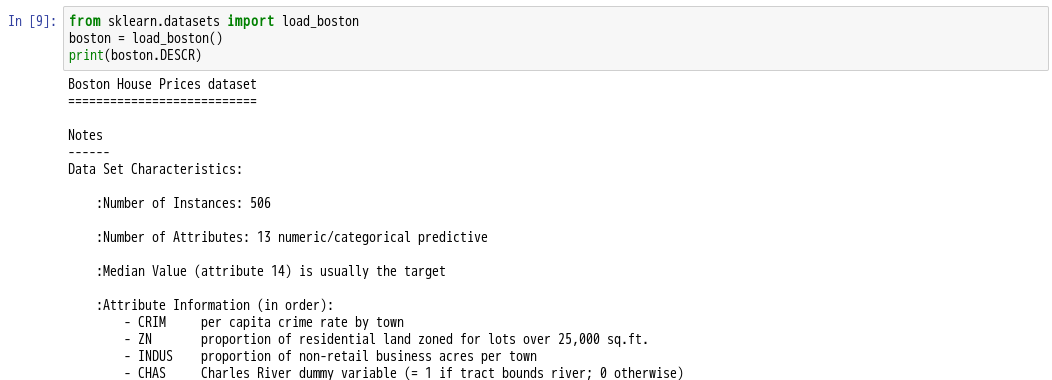 In [9]: from sklearn.datasets import load_boston
boston = load_boston()
print(boston.DESCR)
Boston House Prices dataset
===========================
Notes
------
Data Set Characteristics:
:Number of Instances: 506
:Number of Attributes: 13 numeric/categorical predictive
:Median Value (attribute 14) is usually the target
:Attribute Information (in order):
- CRIM     per capita crime rate by town
- ZN       proportion of residential land zoned for lots over 25,000 sq.ft.
- INDUS    proportion of non-retail business acres per town
- CHAS     Charles River dummy variable (= 1 if tract bounds river; 0 otherwise)